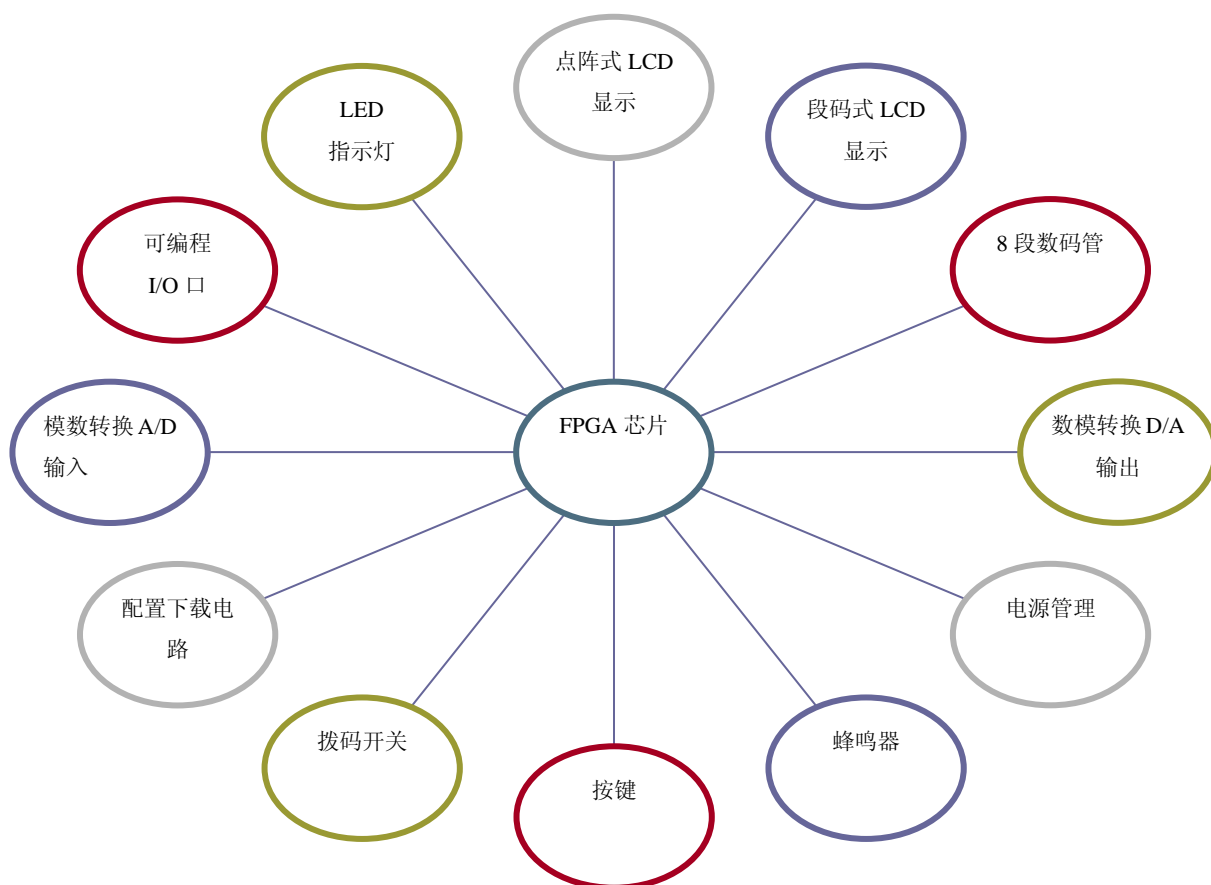 点阵式 LCD
显示
LED
指示灯
段码式 LCD
显示
可编程
I/O 口
8 段数码管
模数转换 A/D
输入
FPGA 芯片
数模转换 D/A
输出
配置下载电
路
电源管理
拨码开关
蜂鸣器
按键